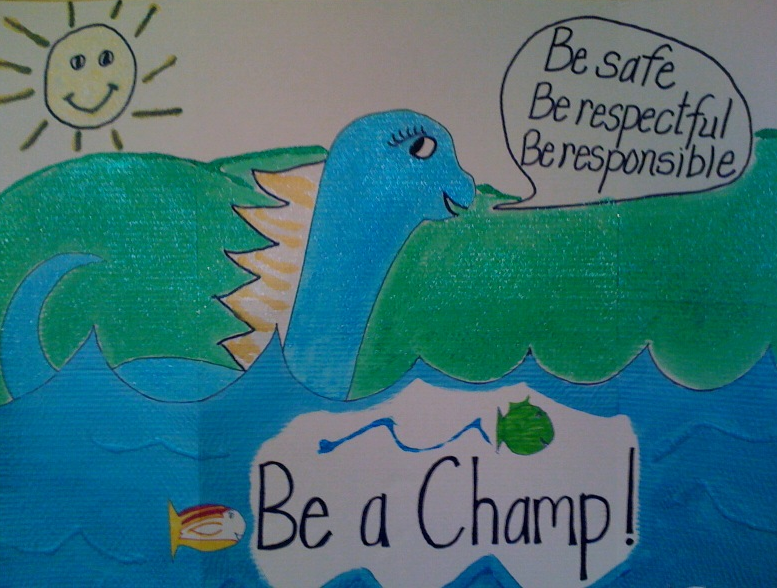 Be safe
Be respectful
Be responsible
Be a Champ!